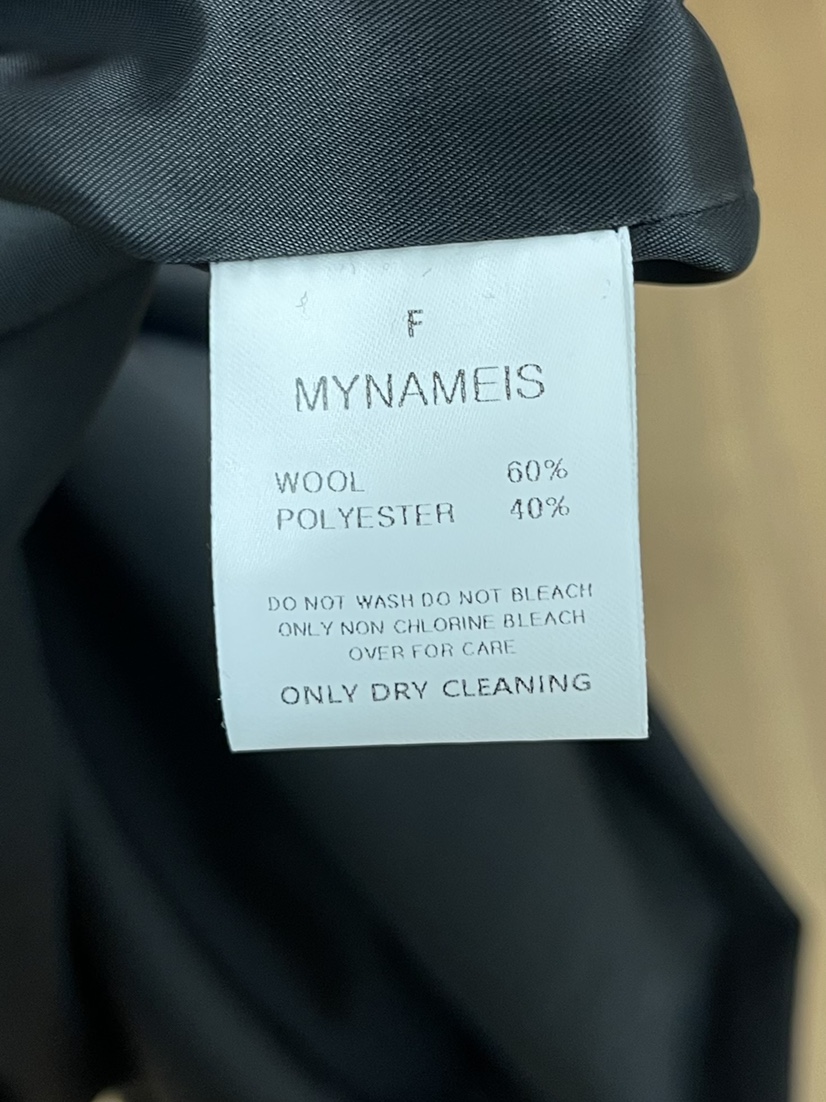 F
MYNAMEIS
WOOL 60%
POLYESTER 40%
DO NOT WASH DO NOT BLEACH
ONLY NON CHLORINE BLEACH
OVER FOR CARE
ONLY DRY CLEANING